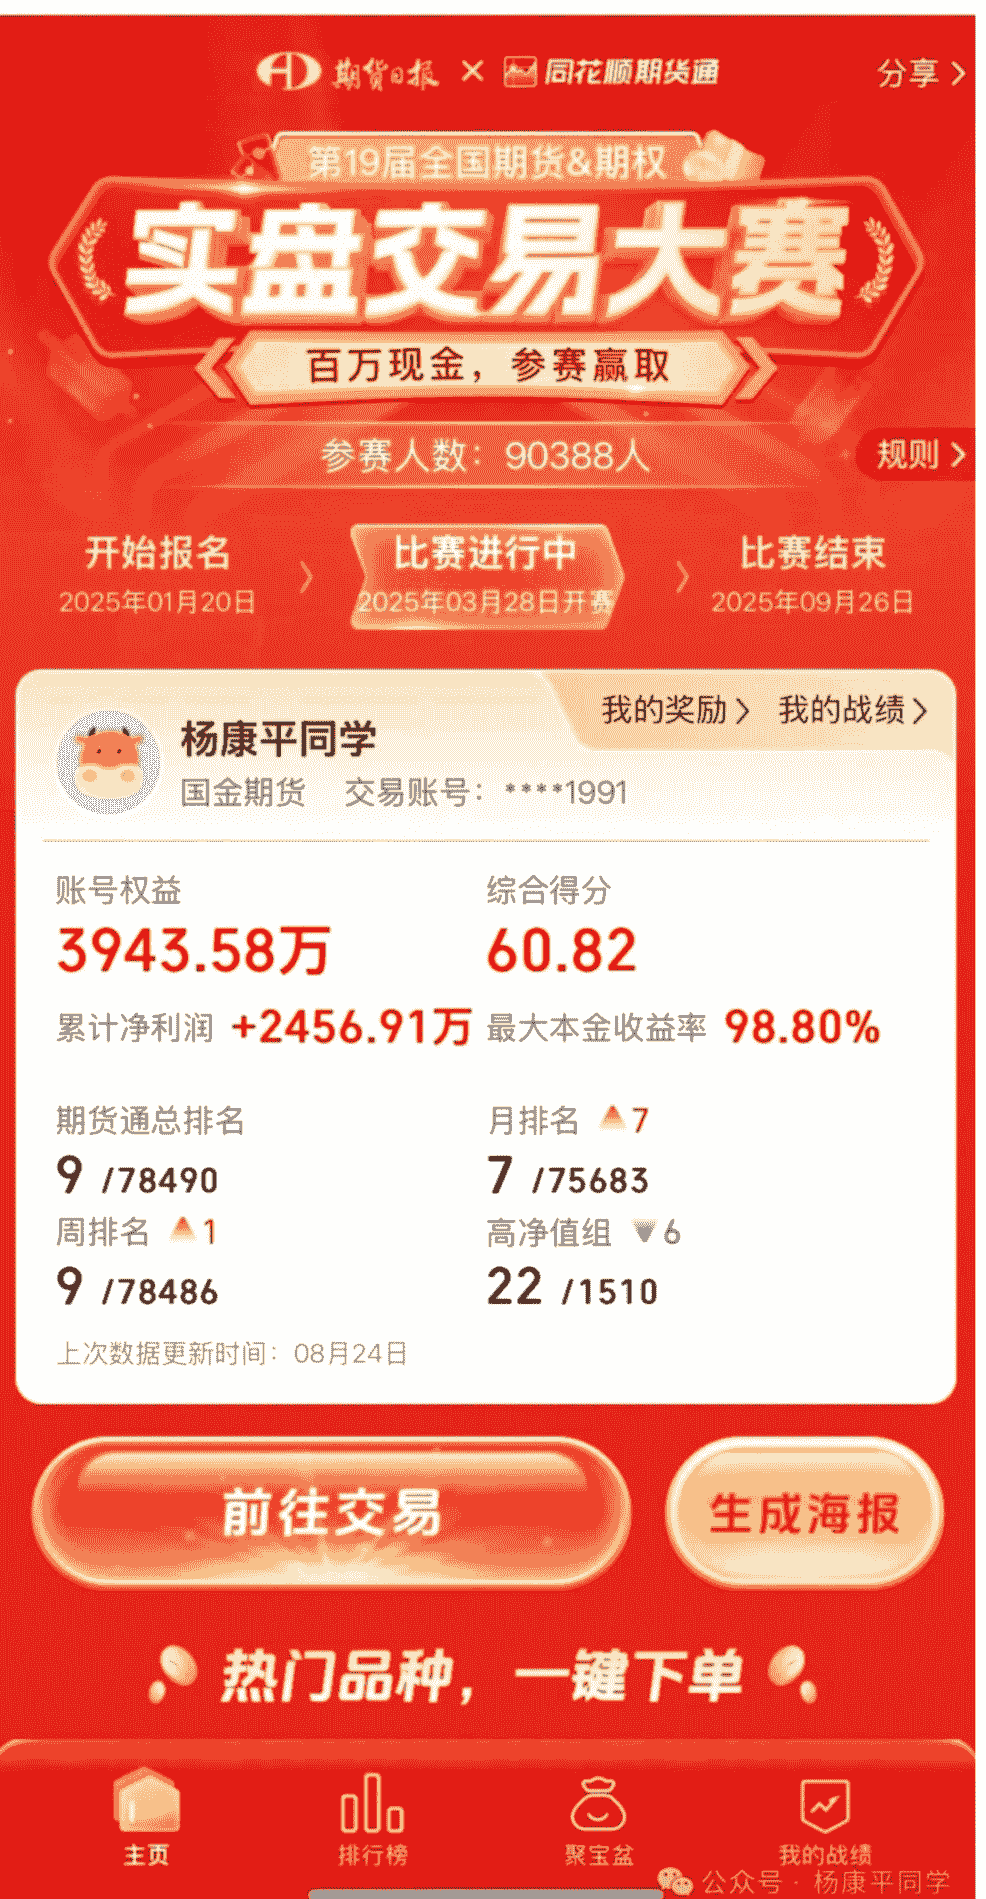 期货日报 × 同花顺期货通
分享
第19届全国期货&期权
实盘交易大赛
百万现金，参赛赢取
参赛人数：90388人
规则
开始报名 比赛进行中 比赛结束
2025年01月20日 2025年03月28日开赛 2025年09月26日
我的奖励 我的战绩
杨康平同学
国金期货 交易账号：****1991
账号权益 综合得分
3943.58万 60.82
累计净利润 +2456.91万 最大本金收益率 98.80%
期货通总排名 月排名 7
9 /78490 7 /75683
周排名 1 高净值组 6
9 /78486 22 /1510
上次数据更新时间：08月24日
前往交易 生成海报
热门品种，一键下单
主页 排行榜 聚宝盆 我的战绩
公众号 · 杨康平同学